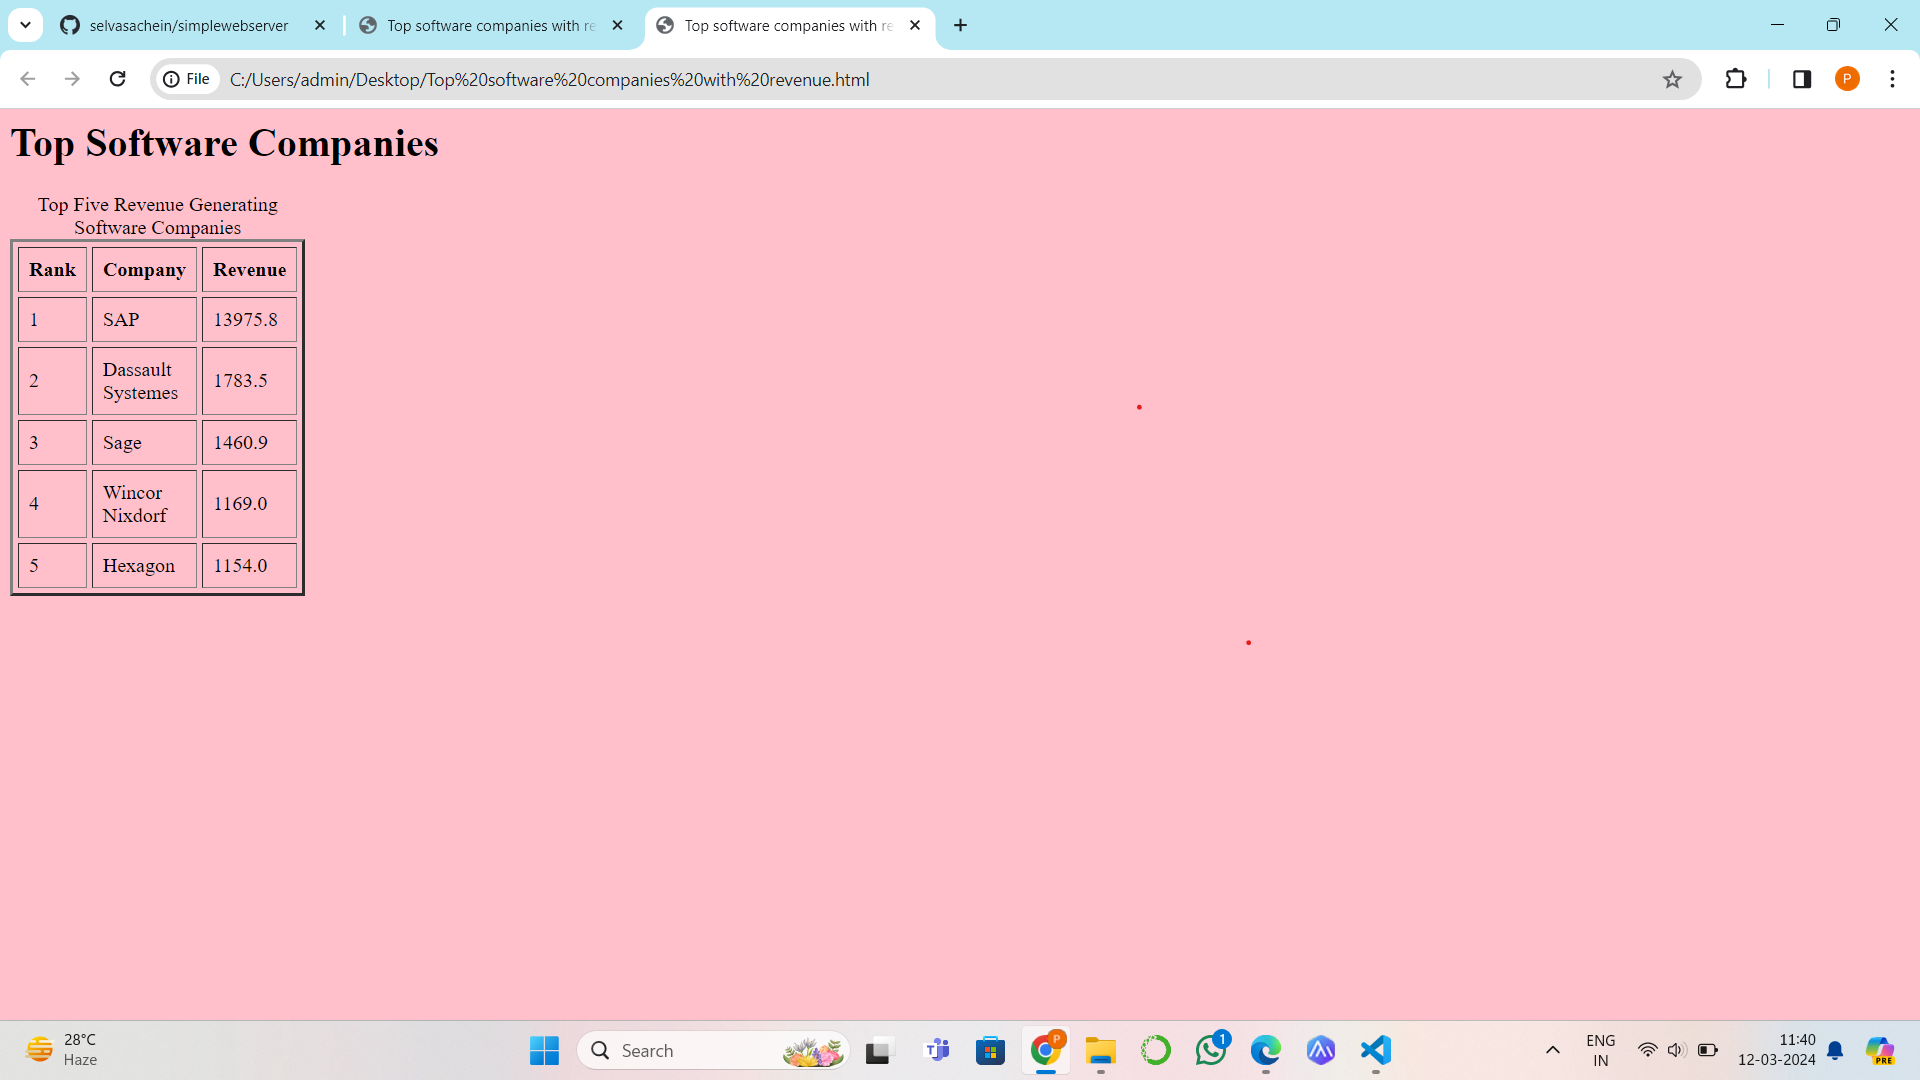 selvasachein/simplewebserver
Top software companies with re
Top software companies with re
File
C:/Users/admin/Desktop/Top%20software%20companies%20with%20revenue.html
P
Top Software Companies
Top Five Revenue Generating
Software Companies
Rank Company Revenue
1 SAP 13975.8
2 Dassault
Systemes 1783.5
3 Sage 1460.9
4 Wincor
Nixdorf 1169.0
5 Hexagon 1154.0
28°C
Haze
Search
P
1
ENG
IN
11:40
12-03-2024
PRE